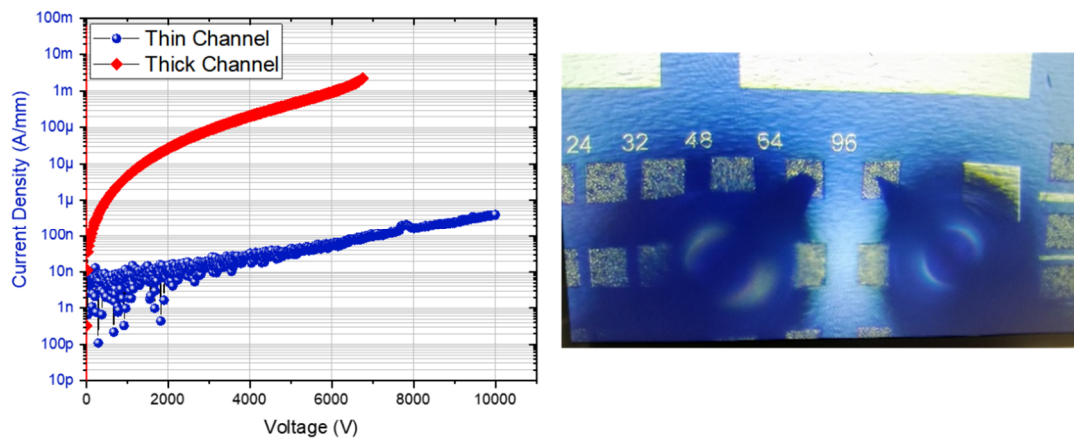 100m
10m
1m
100μ
10μ
1μ
100n
10n
1n
100p
10p
Current Density (A/mm)
Thin Channel
Thick Channel
0 2000 4000 6000 8000 10000
Voltage (V)
24 32 48 64 96